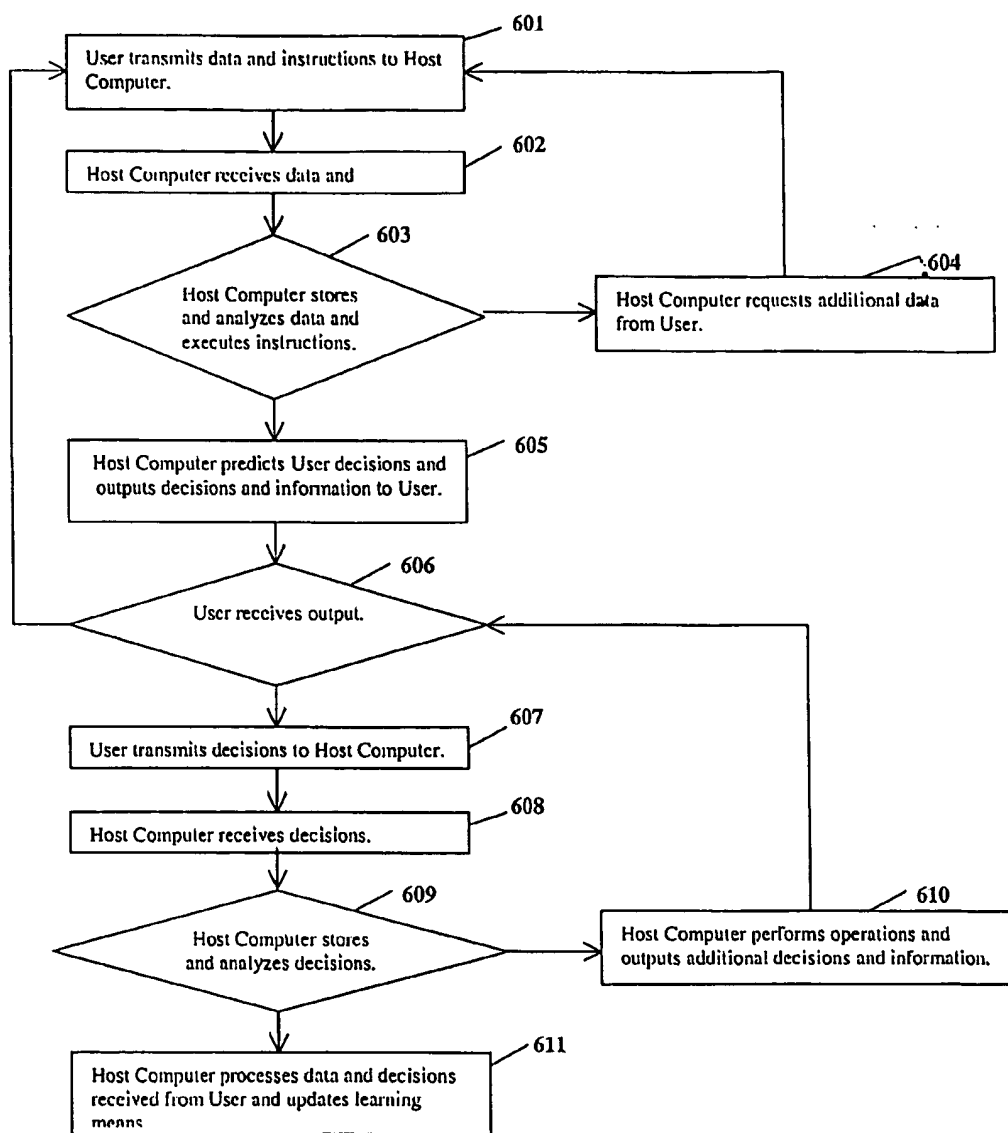 601
User transmits data and instructions to Host
Computer.
602
Host Computer receives data and
603
Host Computer stores
and analyzes data and
executes instructions.
604
Host Computer requests additional data
from User.
605
Host Computer predicts User decisions and
outputs decisions and information to User.
606
User receives output.
607
User transmits decisions to Host Computer.
608
Host Computer receives decisions.
609
Host Computer stores
and analyzes decisions.
610
Host Computer performs operations and
outputs additional decisions and information.
611
Host Computer processes data and decisions
received from User and updates learning
means